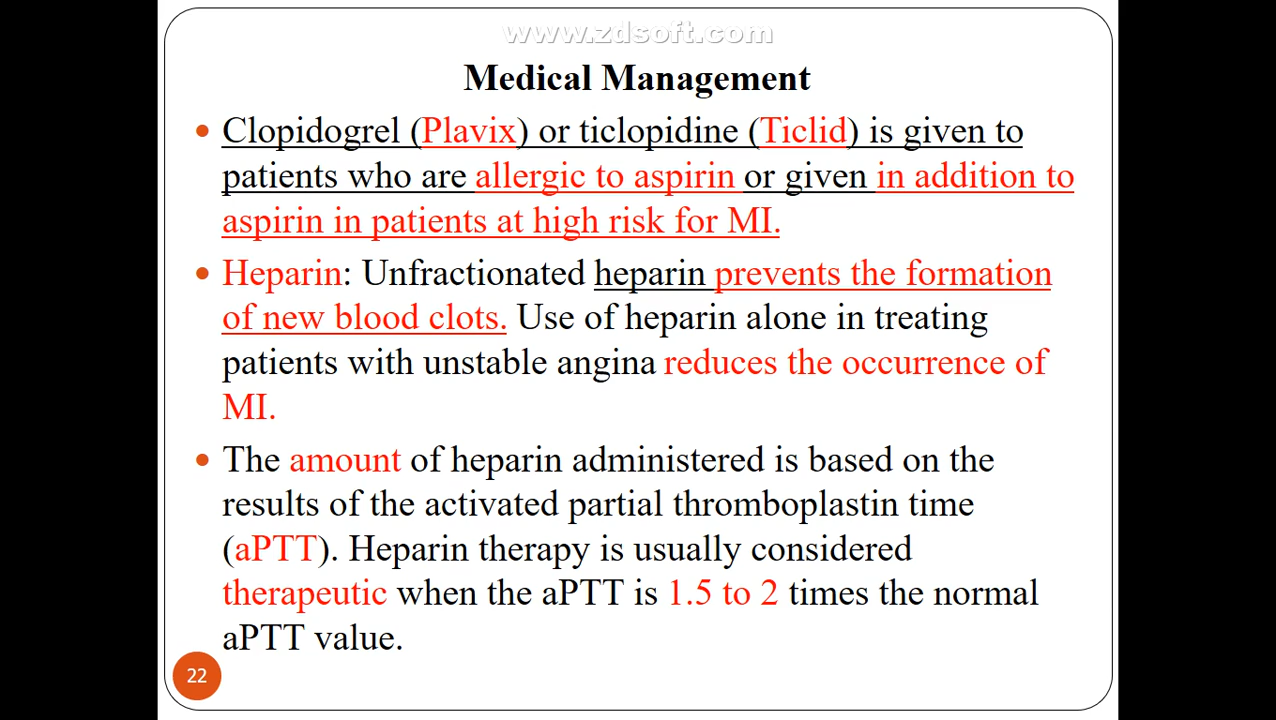 www.zdsoft.com
Medical Management
• Clopidogrel (Plavix) or ticlopidine (Ticlid) is given to
patients who are allergic to aspirin or given in addition to
aspirin in patients at high risk for MI.
• Heparin: Unfractionated heparin prevents the formation
of new blood clots. Use of heparin alone in treating
patients with unstable angina reduces the occurrence of
MI.
• The amount of heparin administered is based on the
results of the activated partial thromboplastin time
(aPTT). Heparin therapy is usually considered
therapeutic when the aPTT is 1.5 to 2 times the normal
aPTT value.
22